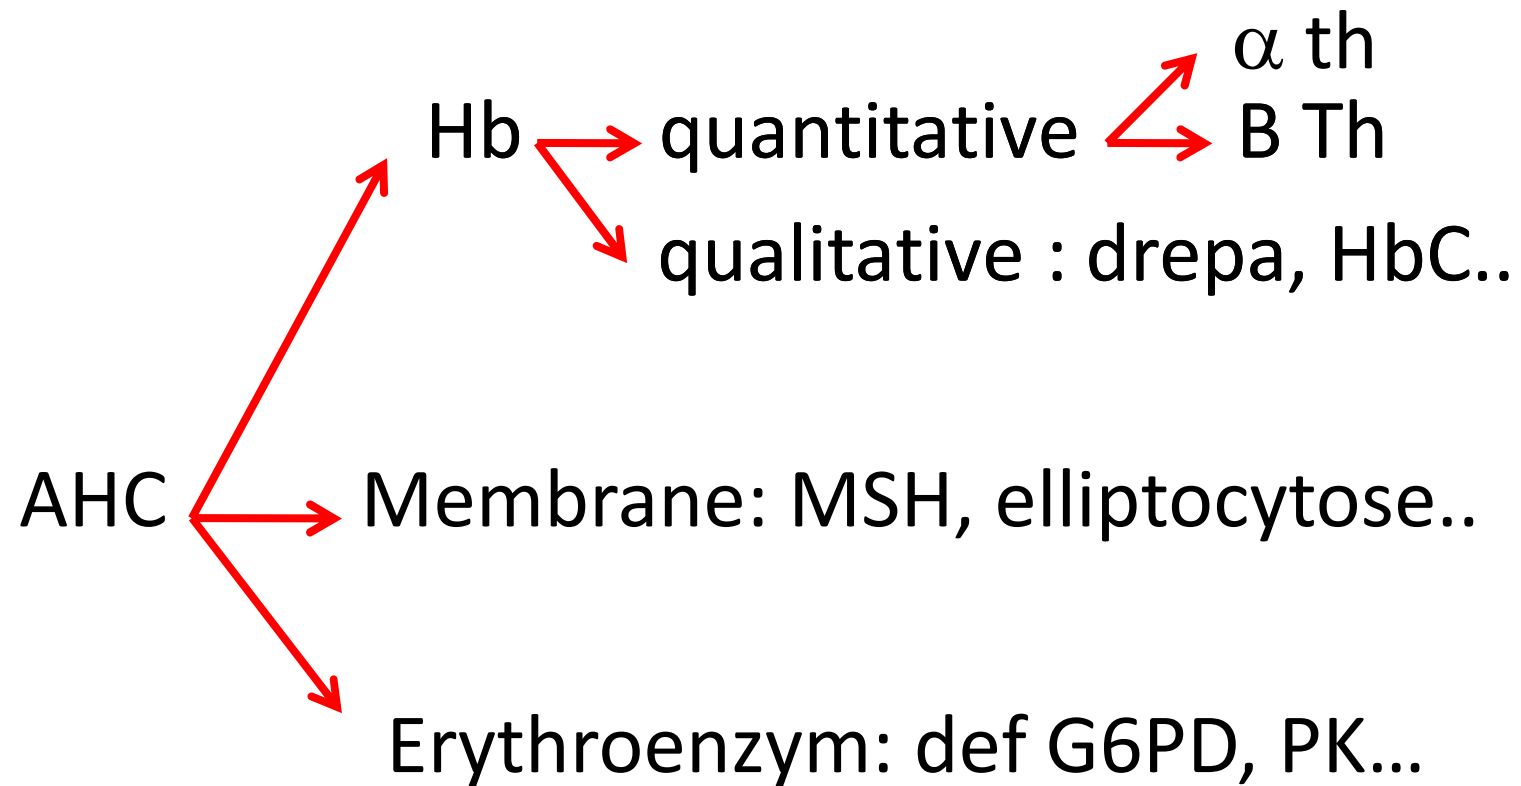 α th
Hb quantitative B Th
qualitative : drepa, HbC..
AHC Membrane: MSH, elliptocytose..
Erythroenzym: def G6PD, PK...